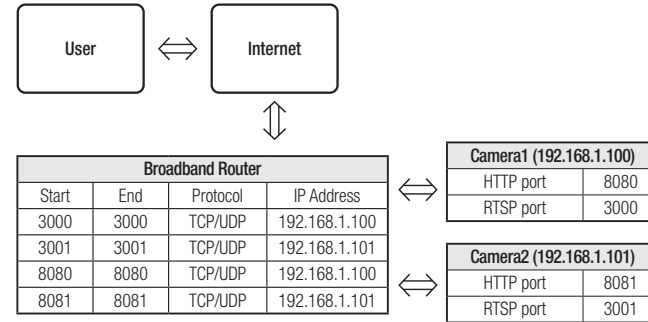 User Internet
Broadband Router
Start End Protocol IP Address
3000 3000 TCP/UDP 192.168.1.100
3001 3001 TCP/UDP 192.168.1.101
8080 8080 TCP/UDP 192.168.1.100
8081 8081 TCP/UDP 192.168.1.101
Camera1 (192.168.1.100)
HTTP port 8080
RTSP port 3000
Camera2 (192.168.1.101)
HTTP port 8081
RTSP port 3001